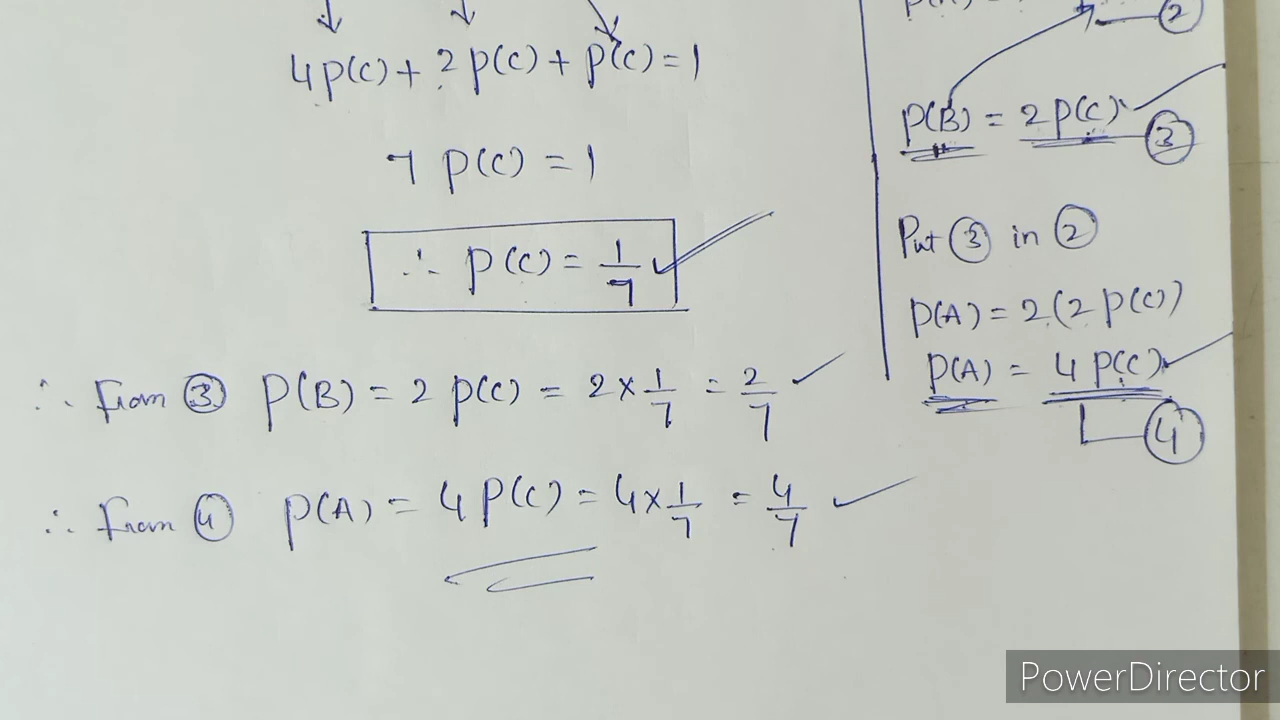 4p(C) + 2p(C) + p(C) = 1
7 p(C) = 1
∴ p(C) = 1/7
∴ from ③ p(B) = 2 p(C) = 2 × 1/7 = 2/7
∴ from ④ p(A) = 4 p(C) = 4 × 1/7 = 4/7
②
p(B) = 2 p(C)
③
Put ③ in ②
p(A) = 2(2 p(C))
p(A) = 4 p(C)
④
PowerDirector